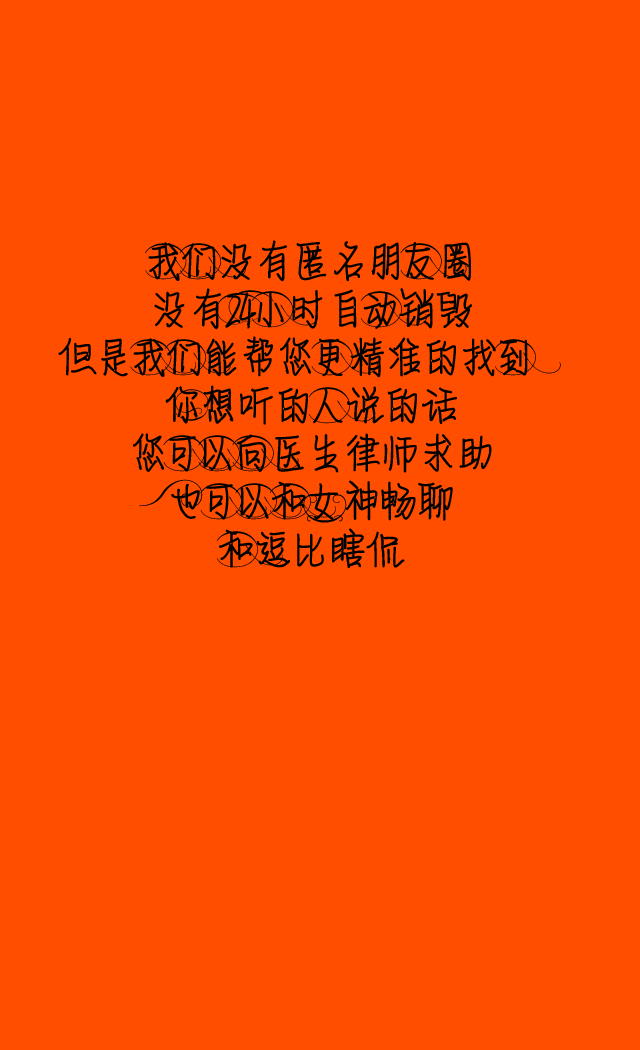 我们没有匿名朋友圈
没有24小时自动销毁
但是我们能帮您更精准的找到
你想听的人说的话
您可以向医生律师求助
也可以和女神畅聊
和逗比瞎侃